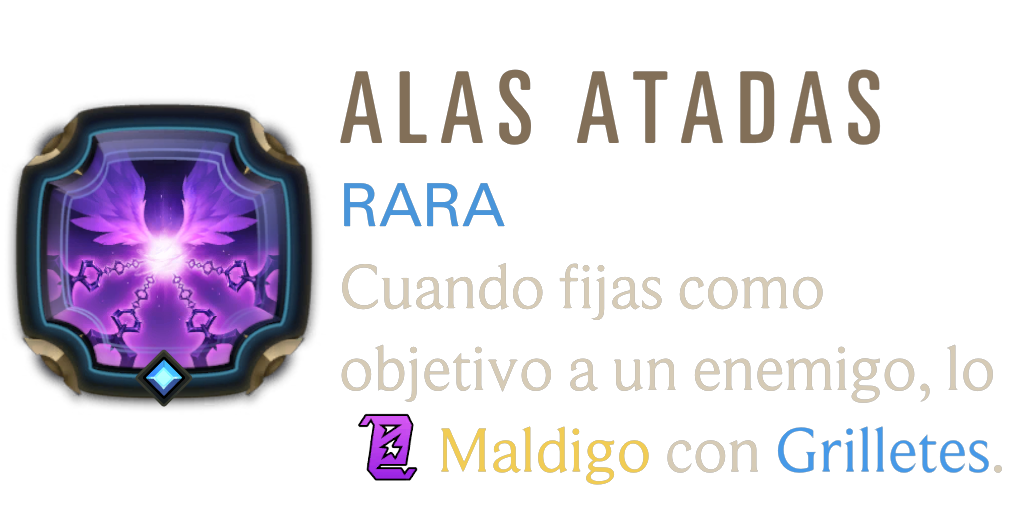 ALAS ATADAS
RARA
Cuando fijas como
objetivo a un enemigo, lo
Maldigo con Grilletes.